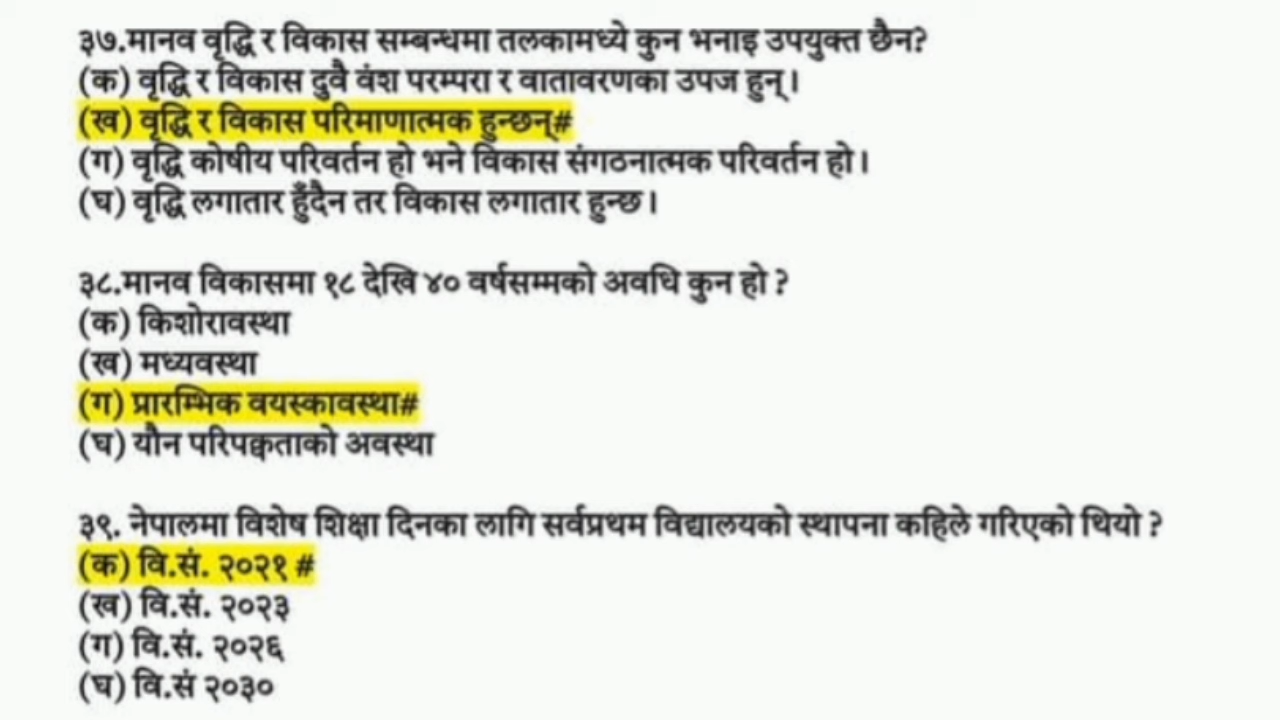 ३७.मानव वृद्धि र विकास सम्बन्धमा तलकामध्ये कुन भनाइ उपयुक्त छैन?
(क) वृद्धि र विकास दुवै वंश परम्परा र वातावरणका उपज हुन्।
(ख) वृद्धि र विकास परिमाणात्मक हुन्छन्#
(ग) वृद्धि कोषीय परिवर्तन हो भने विकास संगठनात्मक परिवर्तन हो।
(घ) वृद्धि लगातार हुँदैन तर विकास लगातार हुन्छ।
३८.मानव विकासमा १८ देखि ४० वर्षसम्मको अवधि कुन हो ?
(क) किशोरावस्था
(ख) मध्यवस्था
(ग) प्रारम्भिक वयस्कावस्था#
(घ) यौन परिपक्वताको अवस्था
३९. नेपालमा विशेष शिक्षा दिनका लागि सर्वप्रथम विद्यालयको स्थापना कहिले गरिएको थियो ?
(क) वि.सं. २०२१ #
(ख) वि.सं. २०२३
(ग) वि.सं. २०२६
(घ) वि.सं २०३०